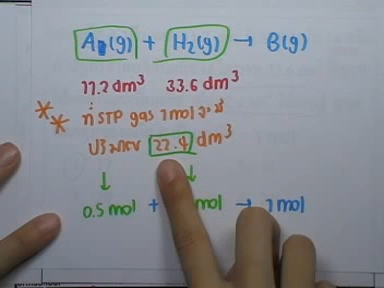 A(g) + H₂(g) → B(g)
11.2 dm³ 33.6 dm³
** ที่ STP gas 1 mol จะมี
ปริมาตร 22.4 dm³
↓ ↓
0.5 mol + mol → 1 mol